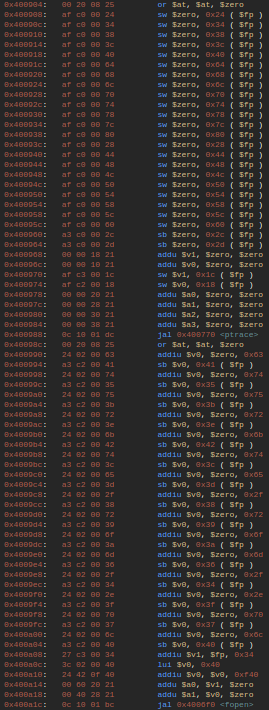 0x400904: 00 20 08 25 or $at, $at, $zero
0x400908: af c0 00 24 sw $zero, 0x24 ( $fp )
0x40090c: af c0 00 34 sw $zero, 0x34 ( $fp )
0x400910: af c0 00 38 sw $zero, 0x38 ( $fp )
0x400914: af c0 00 3c sw $zero, 0x3c ( $fp )
0x400918: af c0 00 40 sw $zero, 0x40 ( $fp )
0x40091c: af c0 00 64 sw $zero, 0x64 ( $fp )
0x400920: af c0 00 68 sw $zero, 0x68 ( $fp )
0x400924: af c0 00 6c sw $zero, 0x6c ( $fp )
0x400928: af c0 00 70 sw $zero, 0x70 ( $fp )
0x40092c: af c0 00 74 sw $zero, 0x74 ( $fp )
0x400930: af c0 00 78 sw $zero, 0x78 ( $fp )
0x400934: af c0 00 7c sw $zero, 0x7c ( $fp )
0x400938: af c0 00 80 sw $zero, 0x80 ( $fp )
0x40093c: af c0 00 28 sw $zero, 0x28 ( $fp )
0x400940: af c0 00 44 sw $zero, 0x44 ( $fp )
0x400944: af c0 00 48 sw $zero, 0x48 ( $fp )
0x400948: af c0 00 4c sw $zero, 0x4c ( $fp )
0x40094c: af c0 00 50 sw $zero, 0x50 ( $fp )
0x400950: af c0 00 54 sw $zero, 0x54 ( $fp )
0x400954: af c0 00 58 sw $zero, 0x58 ( $fp )
0x400958: af c0 00 5c sw $zero, 0x5c ( $fp )
0x40095c: af c0 00 60 sw $zero, 0x60 ( $fp )
0x400960: a3 c0 00 2c sb $zero, 0x2c ( $fp )
0x400964: a3 c0 00 2d sb $zero, 0x2d ( $fp )
0x400968: 00 00 18 21 addu $v1, $zero, $zero
0x40096c: 00 00 10 21 addu $v0, $zero, $zero
0x400970: af c3 00 1c sw $v1, 0x1c ( $fp )
0x400974: af c2 00 18 sw $v0, 0x18 ( $fp )
0x400978: 00 00 20 21 addu $a0, $zero, $zero
0x40097c: 00 00 28 21 addu $a1, $zero, $zero
0x400980: 00 00 30 21 addu $a2, $zero, $zero
0x400984: 00 00 38 21 addu $a3, $zero, $zero
0x400988: 0c 10 01 dc jal 0x400770 <ptrace>
0x40098c: 00 20 08 25 or $at, $at, $zero
0x400990: 24 02 00 63 addiu $v0, $zero, 0x63
0x400994: a3 c2 00 41 sb $v0, 0x41 ( $fp )
0x400998: 24 02 00 74 addiu $v0, $zero, 0x74
0x40099c: a3 c2 00 35 sb $v0, 0x35 ( $fp )
0x4009a0: 24 02 00 75 addiu $v0, $zero, 0x75
0x4009a4: a3 c2 00 3b sb $v0, 0x3b ( $fp )
0x4009a8: 24 02 00 72 addiu $v0, $zero, 0x72
0x4009ac: a3 c2 00 3e sb $v0, 0x3e ( $fp )
0x4009b0: 24 02 00 6b addiu $v0, $zero, 0x6b
0x4009b4: a3 c2 00 42 sb $v0, 0x42 ( $fp )
0x4009b8: 24 02 00 74 addiu $v0, $zero, 0x74
0x4009bc: a3 c2 00 3c sb $v0, 0x3c ( $fp )
0x4009c0: 24 02 00 65 addiu $v0, $zero, 0x65
0x4009c4: a3 c2 00 3d sb $v0, 0x3d ( $fp )
0x4009c8: 24 02 00 2f addiu $v0, $zero, 0x2f
0x4009cc: a3 c2 00 38 sb $v0, 0x38 ( $fp )
0x4009d0: 24 02 00 72 addiu $v0, $zero, 0x72
0x4009d4: a3 c2 00 39 sb $v0, 0x39 ( $fp )
0x4009d8: 24 02 00 6f addiu $v0, $zero, 0x6f
0x4009dc: a3 c2 00 3a sb $v0, 0x3a ( $fp )
0x4009e0: 24 02 00 6d addiu $v0, $zero, 0x6d
0x4009e4: a3 c2 00 36 sb $v0, 0x36 ( $fp )
0x4009e8: 24 02 00 2f addiu $v0, $zero, 0x2f
0x4009ec: a3 c2 00 34 sb $v0, 0x34 ( $fp )
0x4009f0: 24 02 00 2e addiu $v0, $zero, 0x2e
0x4009f4: a3 c2 00 3f sb $v0, 0x3f ( $fp )
0x4009f8: 24 02 00 70 addiu $v0, $zero, 0x70
0x4009fc: a3 c2 00 37 sb $v0, 0x37 ( $fp )
0x400a00: 24 02 00 6c addiu $v0, $zero, 0x6c
0x400a04: a3 c2 00 40 sb $v0, 0x40 ( $fp )
0x400a08: 27 c3 00 34 addiu $v1, $fp, 0x34
0x400a0c: 3c 02 00 40 lui $v0, 0x40
0x400a10: 24 42 0f 40 addiu $v0, $v0, 0xf40
0x400a14: 00 60 20 21 addu $a0, $v1, $zero
0x400a18: 00 40 28 21 addu $a1, $v0, $zero
0x400a1c: 0c 10 01 bc jal 0x4006f0 <fopen>